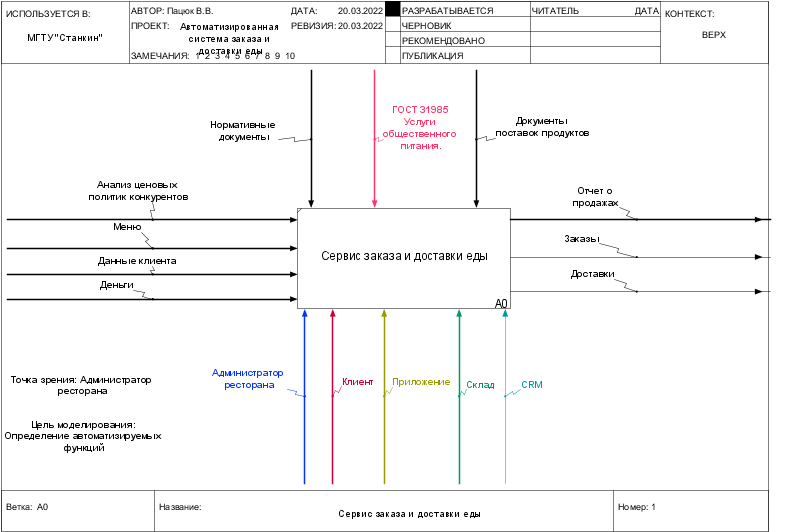 ИСПОЛЬЗУЕТСЯ В:
МГТУ"Станкин"
АВТОР: Пацюк В.В.
ДАТА: 20.03.2022
ПРОЕКТ: Автоматизированная
система заказа и
доставки еды
РЕВИЗИЯ: 20.03.2022
ЗАМЕЧАНИЯ: 1 2 3 4 5 6 7 8 9 10
РАЗРАБАТЫВАЕТСЯ
ЧЕРНОВИК
РЕКОМЕНДОВАНО
ПУБЛИКАЦИЯ
ЧИТАТЕЛЬ ДАТА
КОНТЕКСТ:
ВЕРХ
Нормативные
документы
ГОСТ 31985
Услуги
общественного
питания.
Документы
поставок продуктов
Анализ ценовых
политик конкурентов
Меню
Данные клиента
Деньги
Сервис заказа и доставки еды
A0
Отчет о
продажах
Заказы
Доставки
Администратор
ресторана
Клиент
Приложение
Склад
CRM
Точка зрения: Администратор
ресторана
Цель моделирования:
Определение автоматизируемых
функций
Ветка: A0
Название:
Сервис заказа и доставки еды
Номер: 1